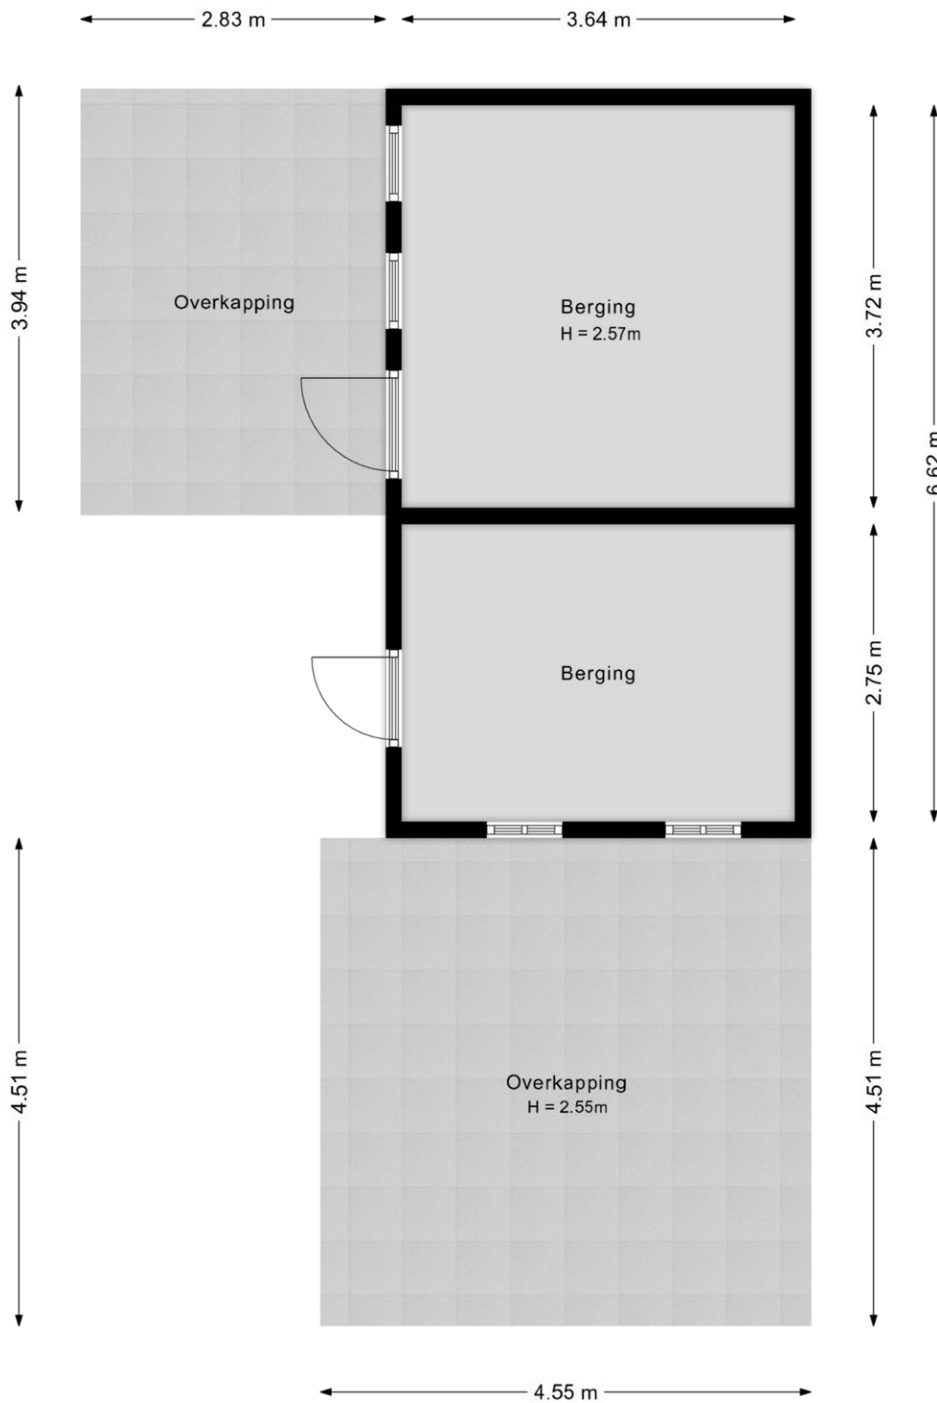 2.83 m
3.64 m
3.94 m
Overkapping
Berging
H = 2.57m
3.72 m
6.62 m
Berging
2.75 m
4.51 m
Overkapping
H = 2.55m
4.51 m
4.55 m